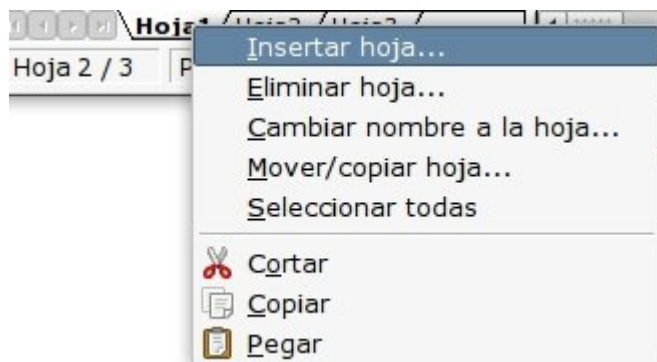 Hoja1
Insertar hoja...
Hoja 2 / 3
Eliminar hoja...
Cambiar nombre a la hoja...
Mover/copiar hoja...
Seleccionar todas
Cortar
Copiar
Pegar